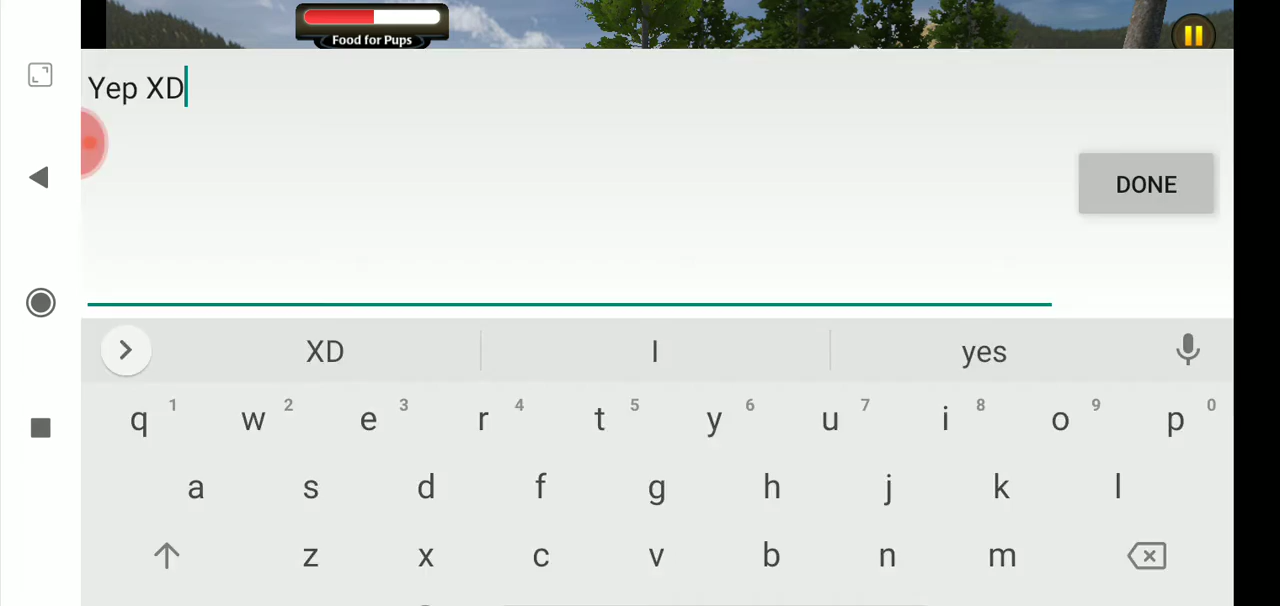 Food for Pups
Yep XD
DONE
XD I yes
q 1 w 2 e 3 r 4 t 5 y 6 u 7 i 8 o 9 p 0
a s d f g h j k l
z x c v b n m